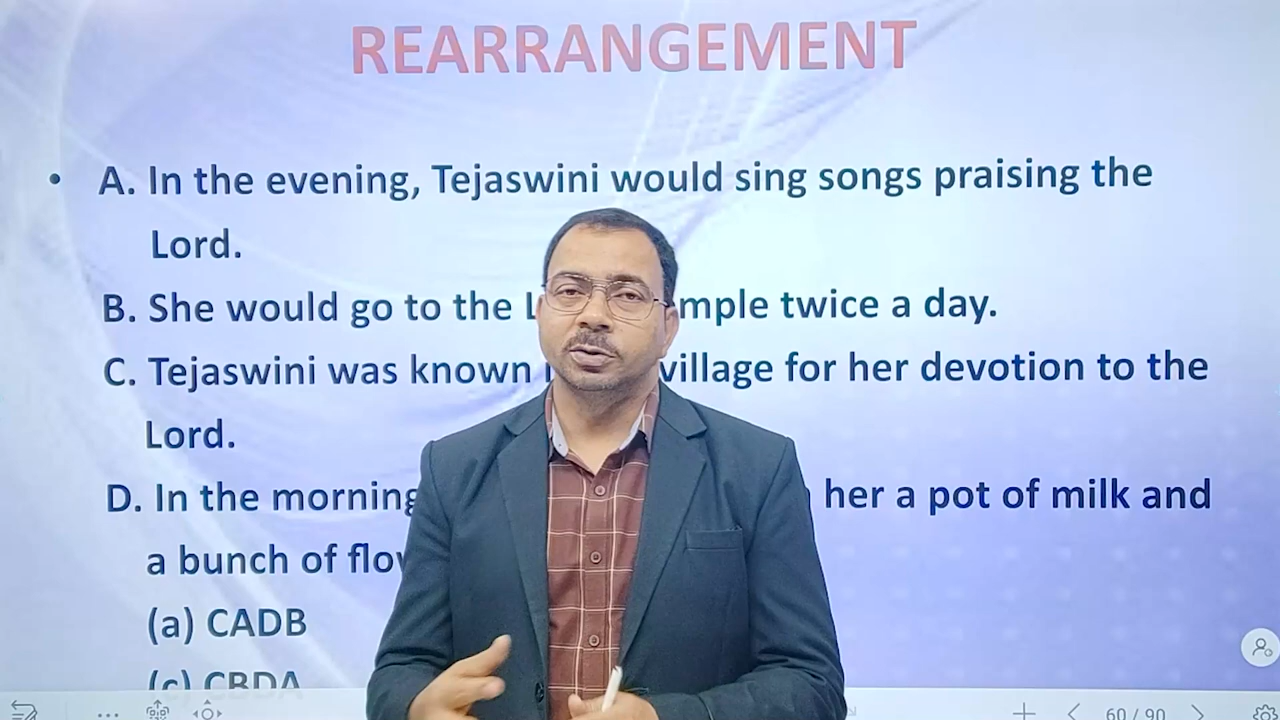 REARRANGEMENT
• A. In the evening, Tejaswini would sing songs praising the
Lord.
B. She would go to the twice a day.
C. Tejaswini was known village for her devotion to the
Lord.
D. In the morning her a pot of milk and
a bunch of
(a) CADB
(c) CBDA
60/90